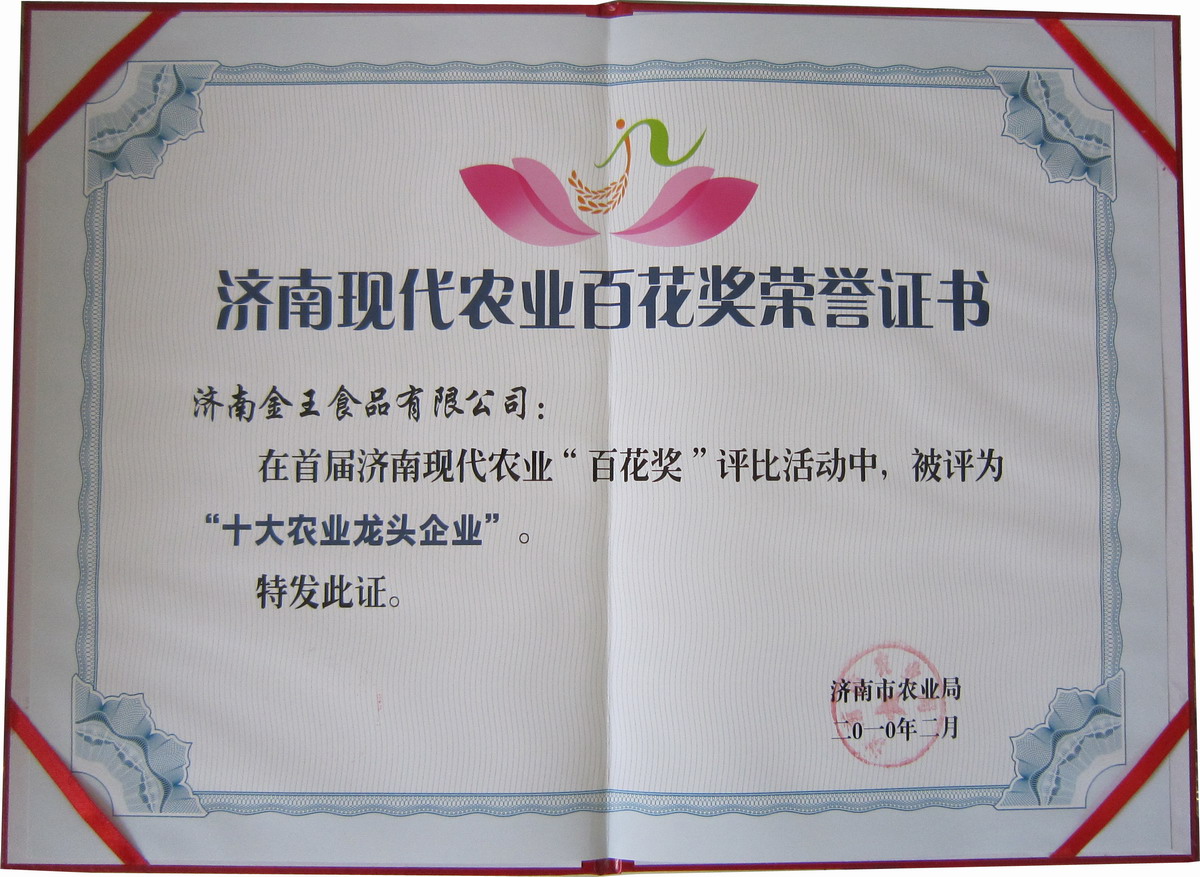 济南现代农业百花奖荣誉证书
济南金王食品有限公司：
在首届济南现代农业“百花奖”评比活动中，被评为
“十大农业龙头企业”。
特发此证。
济南市农业局
二0一0年二月